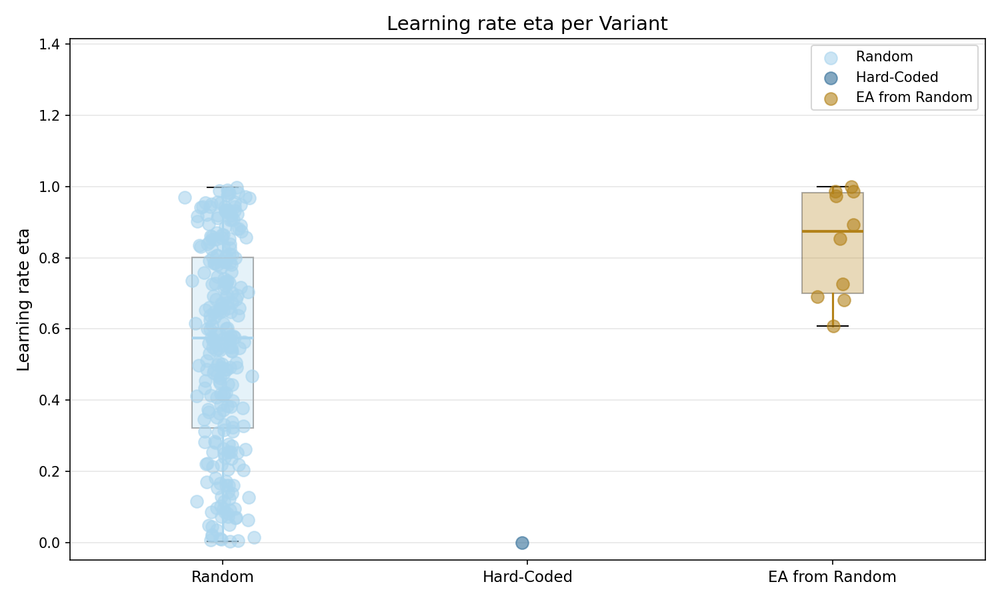 Learning rate eta per Variant
1.4
1.2
1.0
0.8
0.6
0.4
0.2
0.0
Learning rate eta
Random
Hard-Coded
EA from Random
Random
Hard-Coded
EA from Random